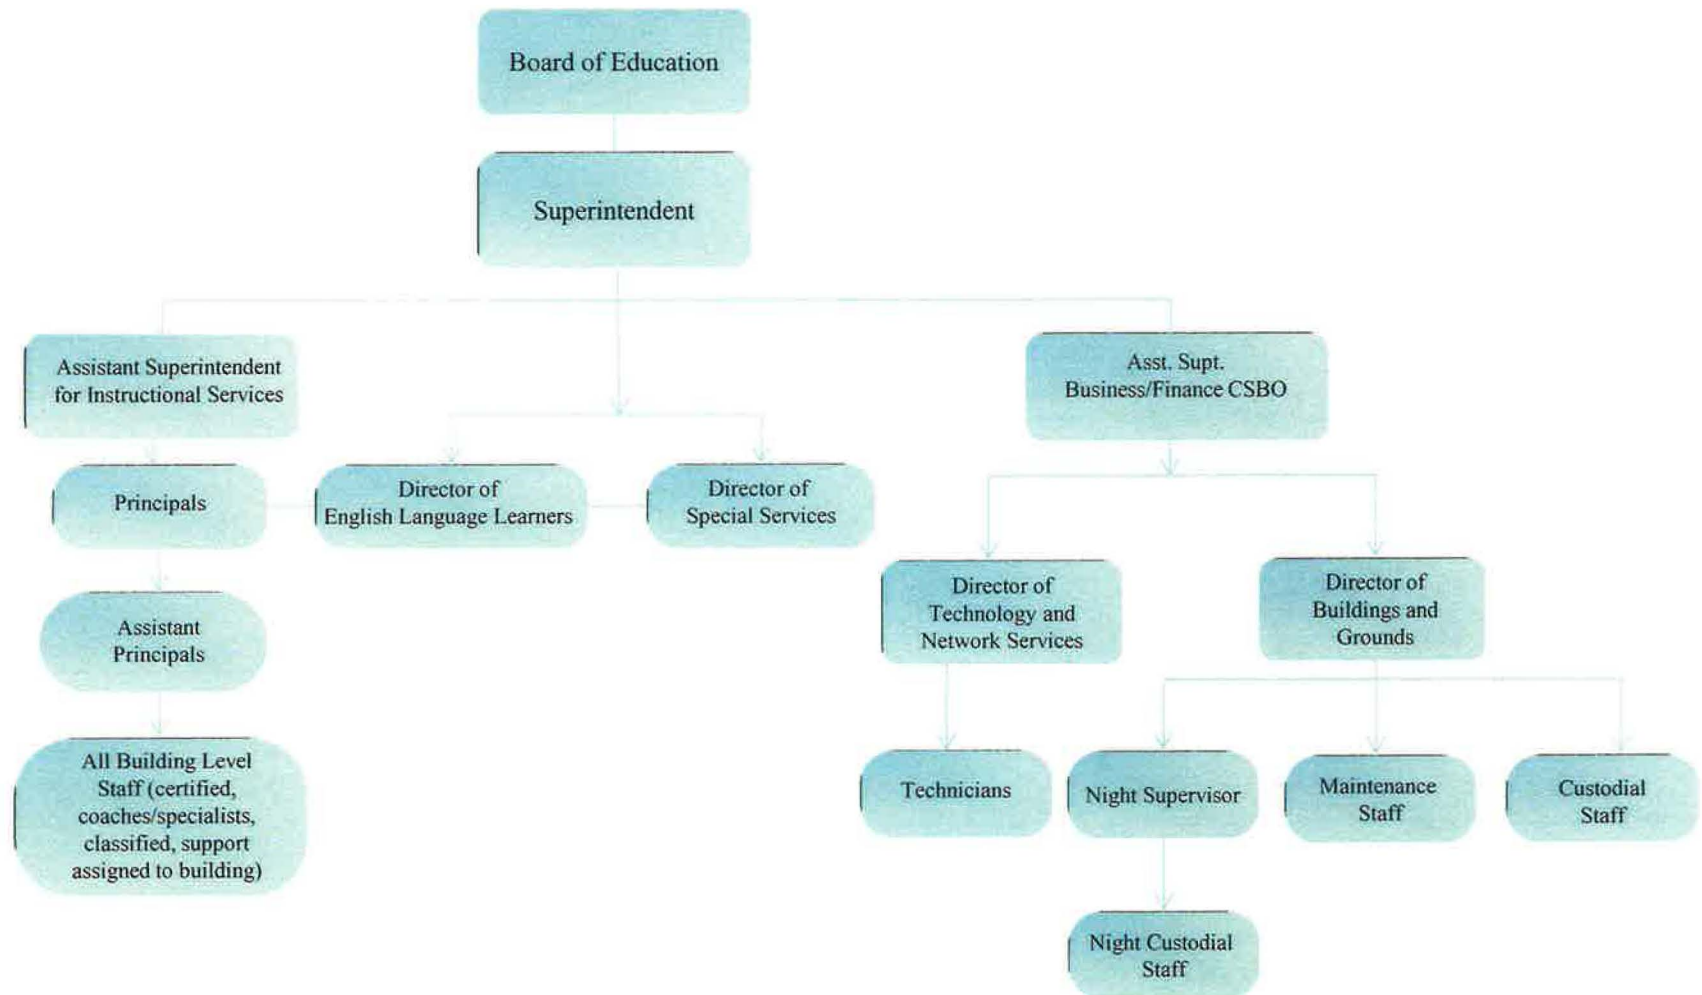 Board of Education
Superintendent
Assistant Superintendent
for Instructional Services
Asst. Supt.
Business/Finance CSBO
Principals
Director of
English Language Learners
Director of
Special Services
Director of
Technology and
Network Services
Director of
Buildings and
Grounds
Assistant
Principals
All Building Level
Staff (certified,
coaches/specialists,
classified, support
assigned to building)
Technicians
Night Supervisor
Maintenance
Staff
Custodial
Staff
Night Custodial
Staff